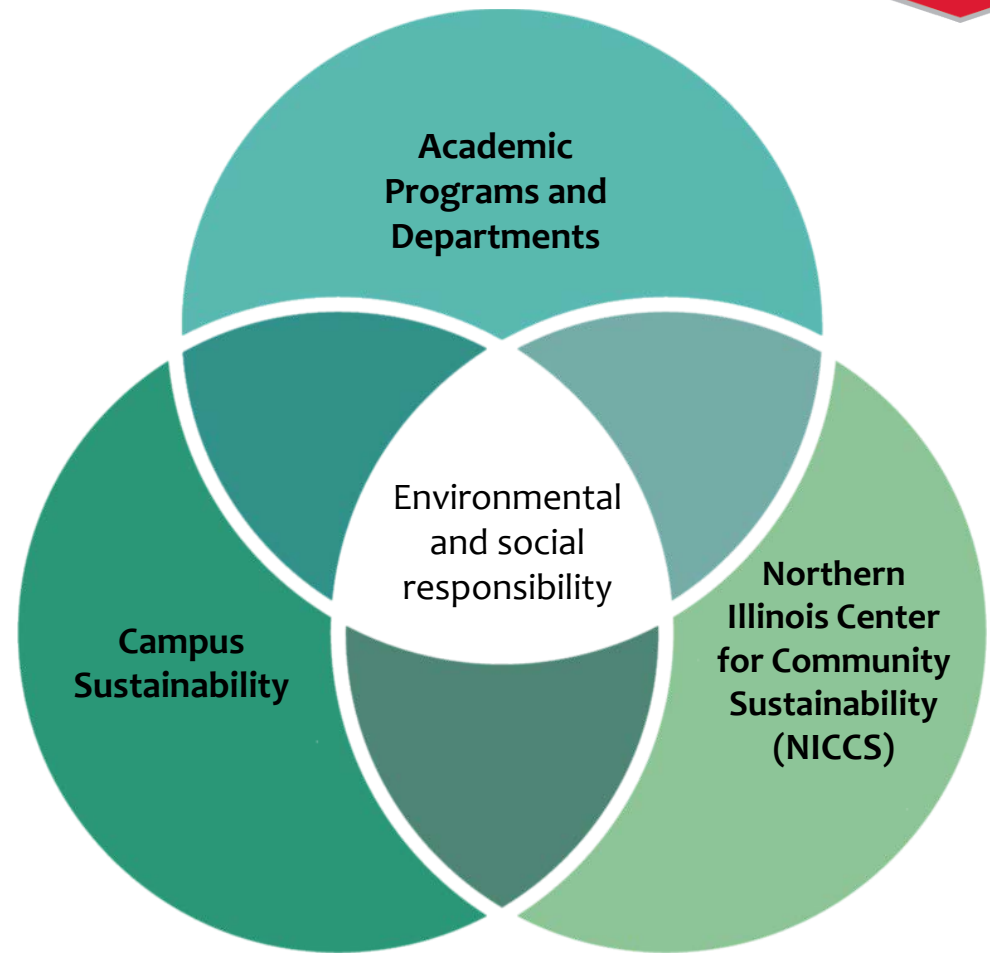 Academic
Programs and
Departments
Environmental
and social
responsibility
Campus
Sustainability
Northern
Illinois Center
for Community
Sustainability
(NICCS)